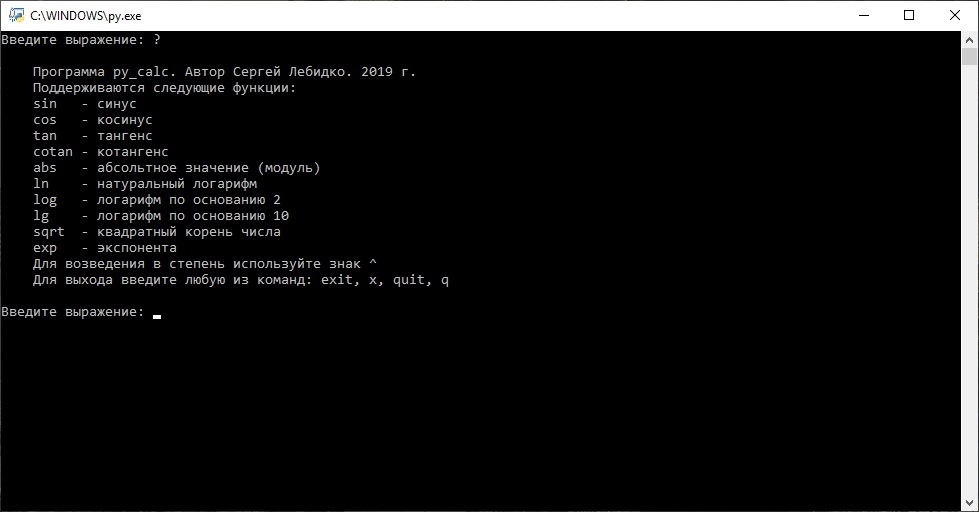 C:\WINDOWS\py.exe
Введите выражение: ?
Программа py_calc. Автор Сергей Лебидко. 2019 г.
Поддерживаются следующие функции:
sin - синус
cos - косинус
tan - тангенс
cotan - котангенс
abs - абсольтное значение (модуль)
ln - натуральный логарифм
log - логарифм по основанию 2
lg - логарифм по основанию 10
sqrt - квадратный корень числа
exp - экспонента
Для возведения в степень используйте знак ^
Для выхода введите любую из команд: exit, x, quit, q
Введите выражение: